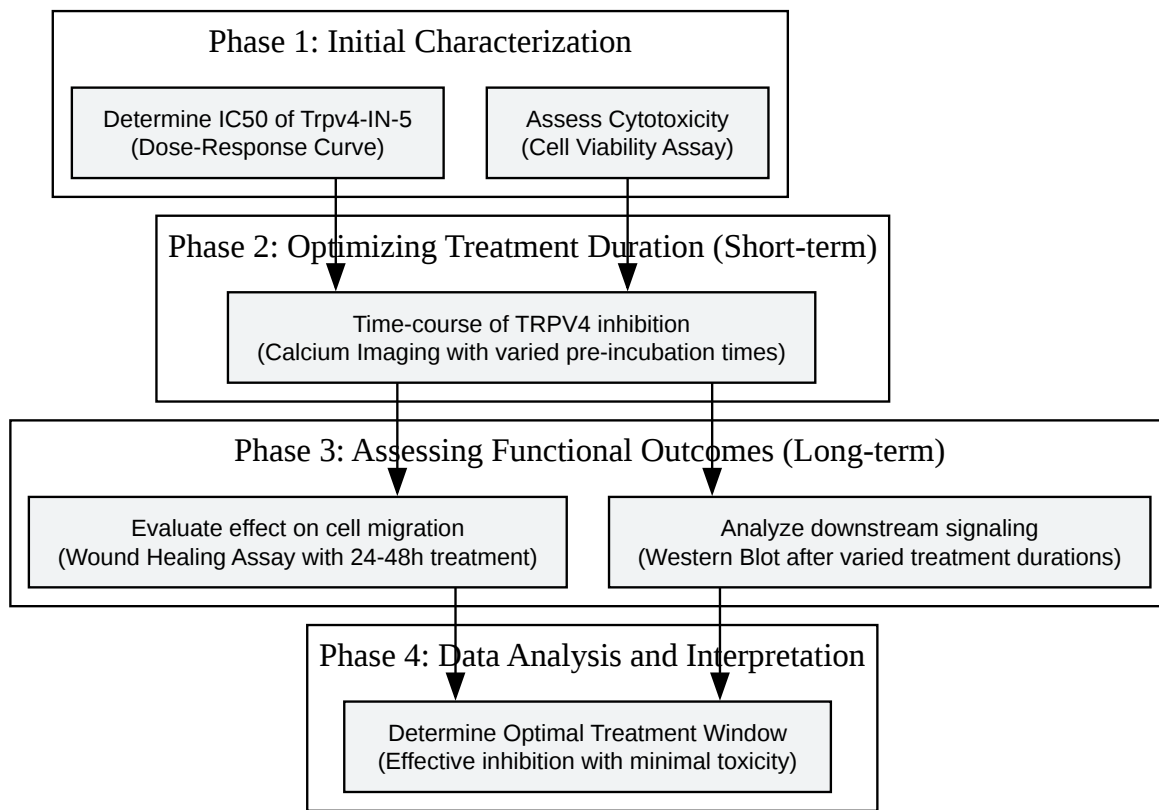 Phase 1: Initial Characterization
Determine IC50 of Trpv4-IN-5
(Dose-Response Curve)
Assess Cytotoxicity
(Cell Viability Assay)
Phase 2: Optimizing Treatment Duration (Short-term)
Time-course of TRPV4 inhibition
(Calcium Imaging with varied pre-incubation times)
Phase 3: Assessing Functional Outcomes (Long-term)
Evaluate effect on cell migration
(Wound Healing Assay with 24-48h treatment)
Analyze downstream signaling
(Western Blot after varied treatment durations)
Phase 4: Data Analysis and Interpretation
Determine Optimal Treatment Window
(Effective inhibition with minimal toxicity)